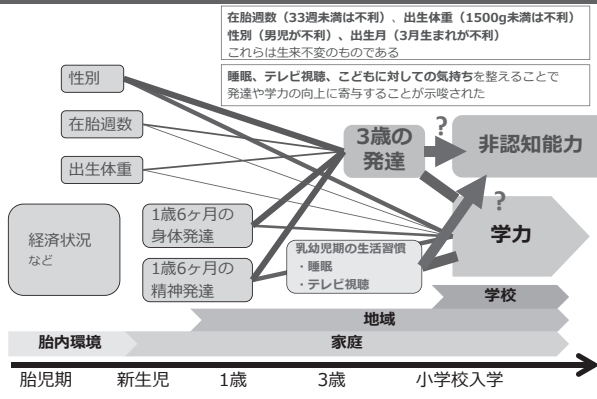 在胎週数（33週未満は不利）、出生体重（1500g未満は不利）
性別（男児が不利）、出生月（3月生まれが不利）
これらは生来不変のものである
睡眠、テレビ視聴、こどもに対しての気持ちを整えることで
発達や学力の向上に寄与することが示唆された
性別
在胎週数
出生体重
3歳の
発達
?
非認知能力
経済状況
など
1歳6ヶ月の
身体発達
1歳6ヶ月の
精神発達
乳幼児期の生活習慣
・睡眠
・テレビ視聴
?
学力
学校
地域
胎内環境
家庭
胎児期
新生児
1歳
3歳
小学校入学